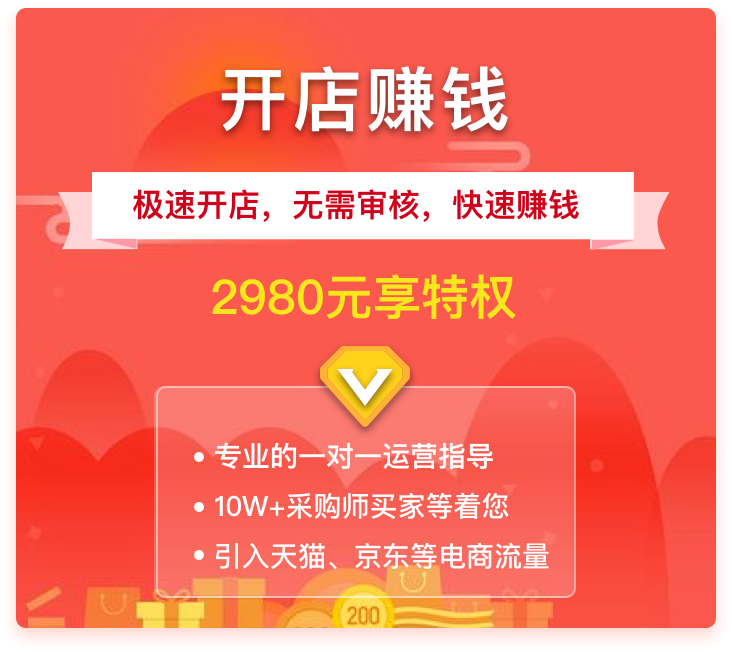 开店赚钱
极速开店，无需审核，快速赚钱
2980元享特权
• 专业的一对一运营指导
• 10W+采购师买家等着您
• 引入天猫、京东等电商流量
200